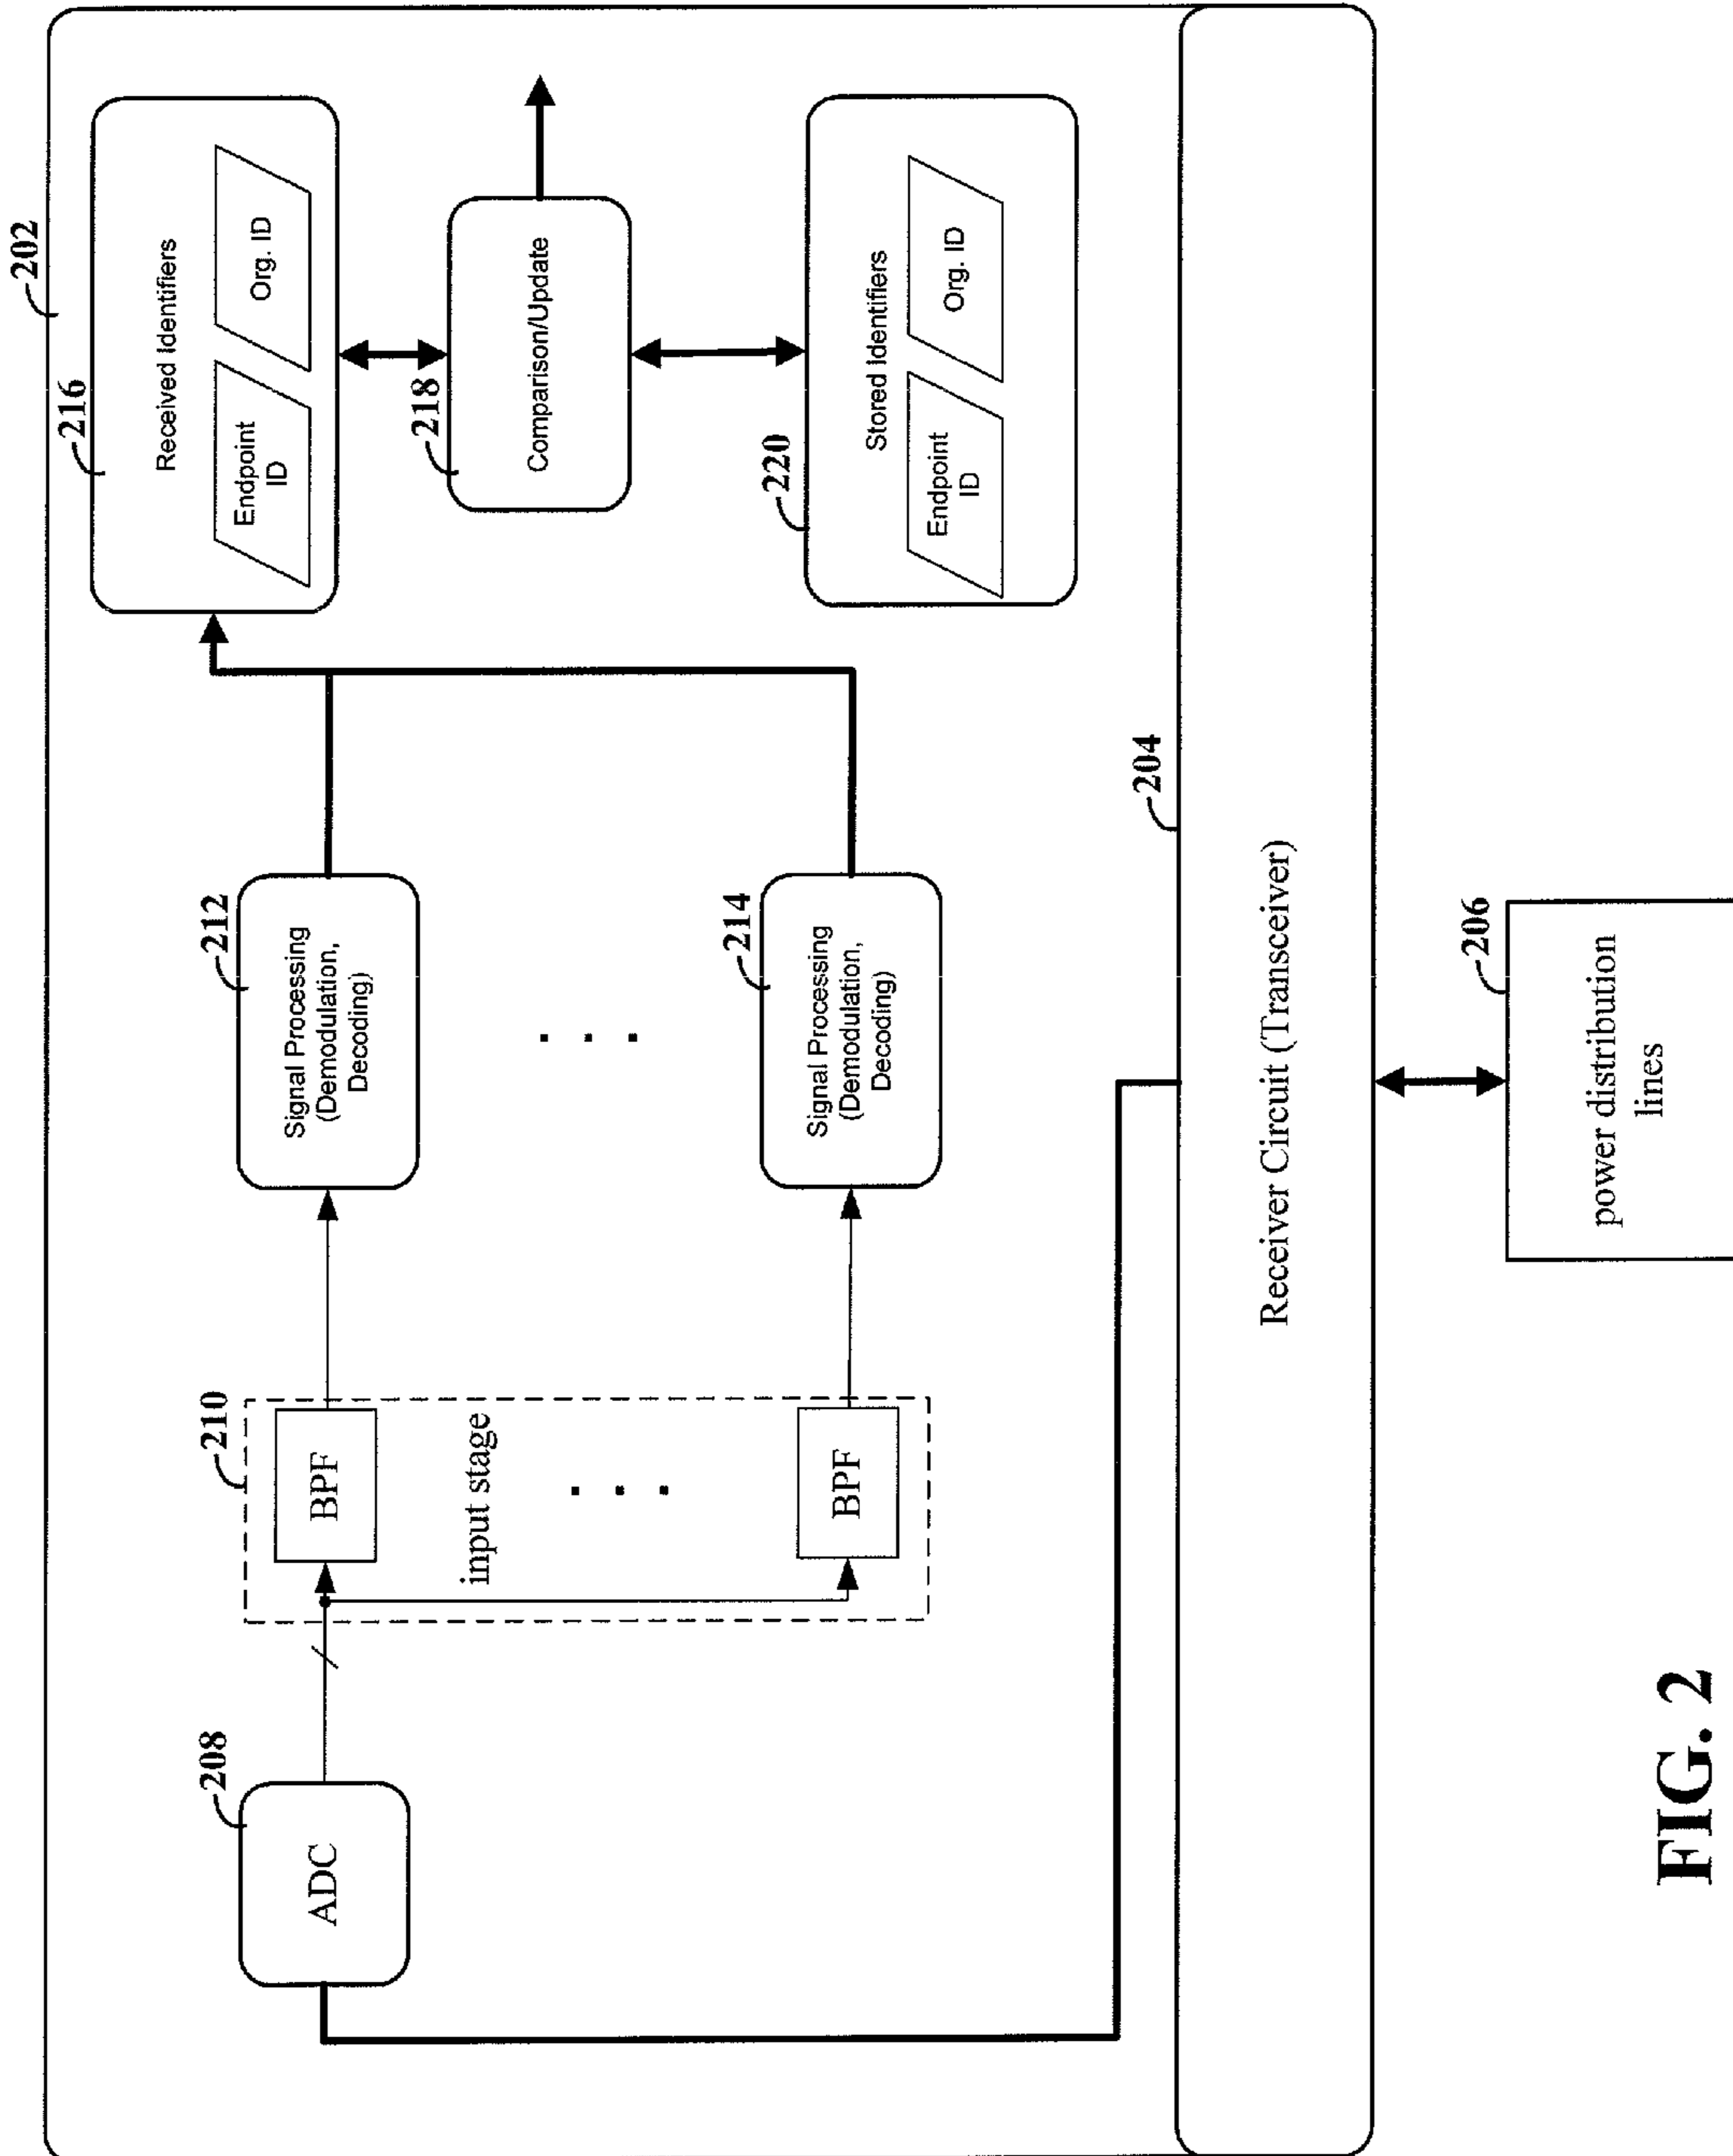 202
216
Received Identifiers
Endpoint
ID
Org. ID
212
Signal Processing
(Demodulation,
Decoding)
210
BPF
208
ADC
input stage
. . .
. . .
218
Comparison/Update
214
Signal Processing
(Demodulation,
Decoding)
BPF
220
Stored Identifiers
Endpoint
ID
Org. ID
204
Receiver Circuit (Transceiver)
206
power distribution
lines
FIG. 2